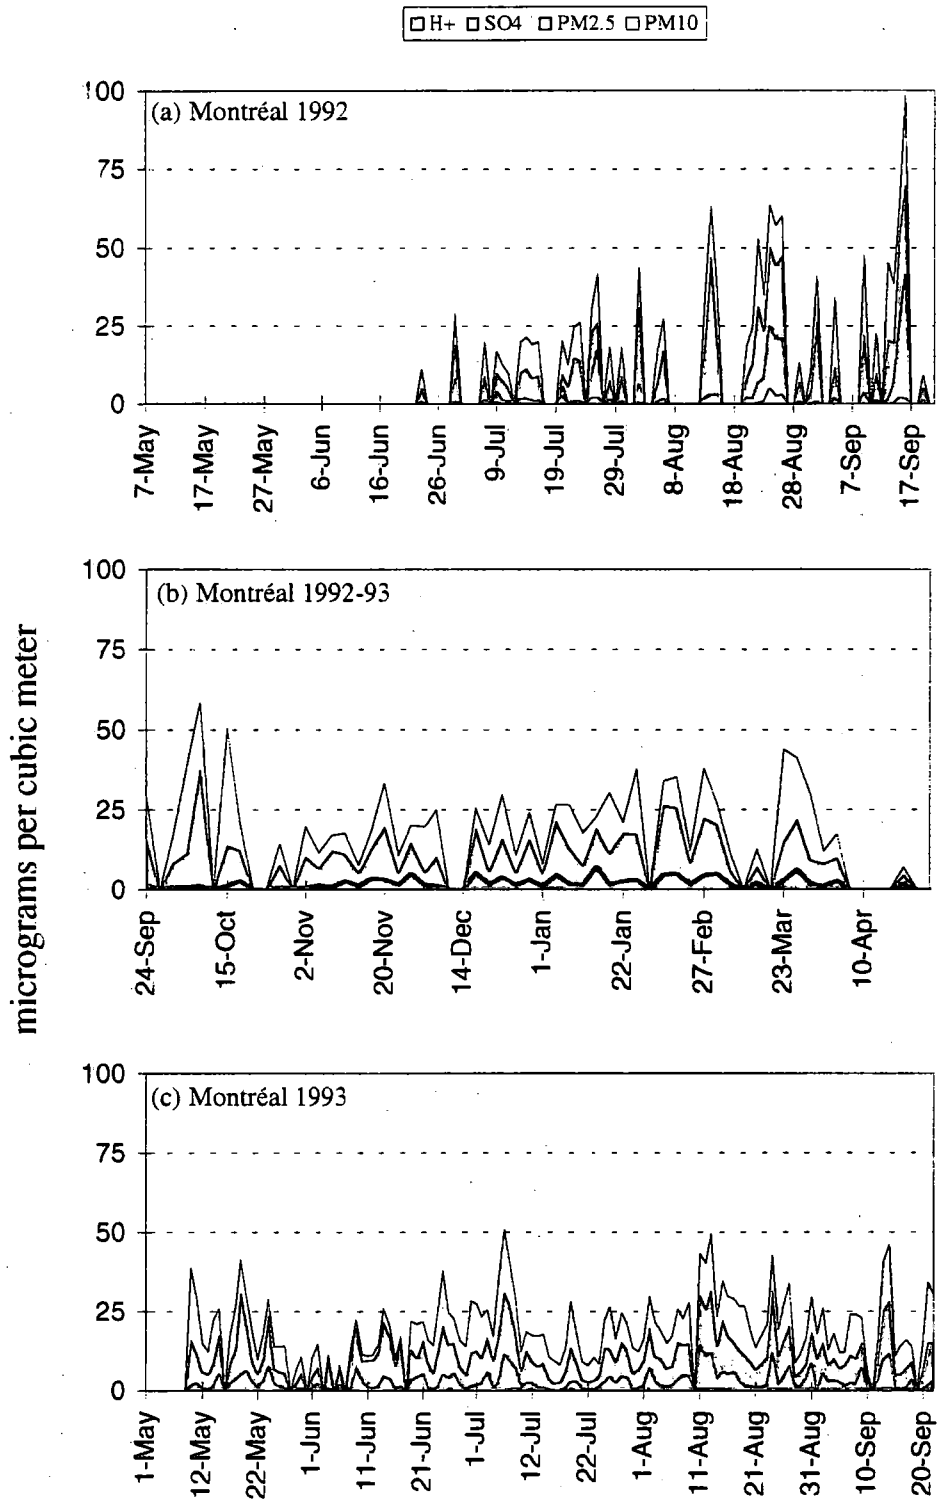 H+ SO4 PM2.5 PM10
100
(a) Montréal 1992
75
50
25
0
7-May 17-May 27-May 6-Jun 16-Jun 26-Jun 9-Jul 19-Jul 29-Jul 8-Aug 18-Aug 28-Aug 7-Sep 17-Sep
100
(b) Montréal 1992-93
75
50
25
0
24-Sep 15-Oct 2-Nov 20-Nov 14-Dec 1-Jan 22-Jan 27-Feb 23-Mar 10-Apr
micrograms per cubic meter
100
(c) Montréal 1993
75
50
25
0
1-May 12-May 22-May 1-Jun 11-Jun 21-Jun 1-Jul 12-Jul 22-Jul 1-Aug 11-Aug 21-Aug 31-Aug 10-Sep 20-Sep